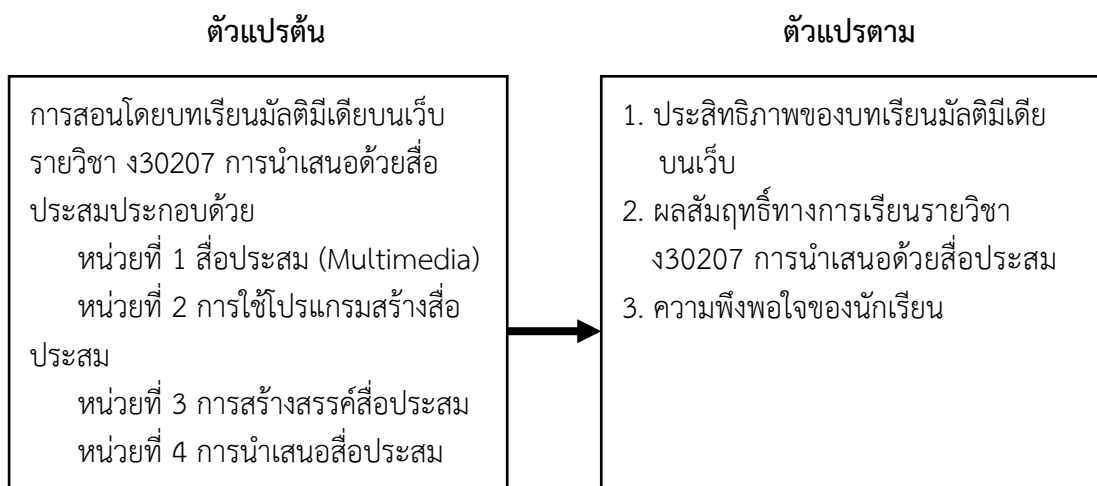 ตัวแปรต้น
การสอนโดยบทเรียนมัลติมีเดียบนเว็บ
รายวิชา ง30207 การนำเสนอด้วยสื่อ
ประสมประกอบด้วย
หน่วยที่ 1 สื่อประสม (Multimedia)
หน่วยที่ 2 การใช้โปรแกรมสร้างสื่อ
ประสม
หน่วยที่ 3 การสร้างสรรค์สื่อประสม
หน่วยที่ 4 การนำเสนอสื่อประสม
ตัวแปรตาม
1. ประสิทธิภาพของบทเรียนมัลติมีเดีย
บนเว็บ
2. ผลสัมฤทธิ์ทางการเรียนรายวิชา
ง30207 การนำเสนอด้วยสื่อประสม
3. ความพึงพอใจของนักเรียน